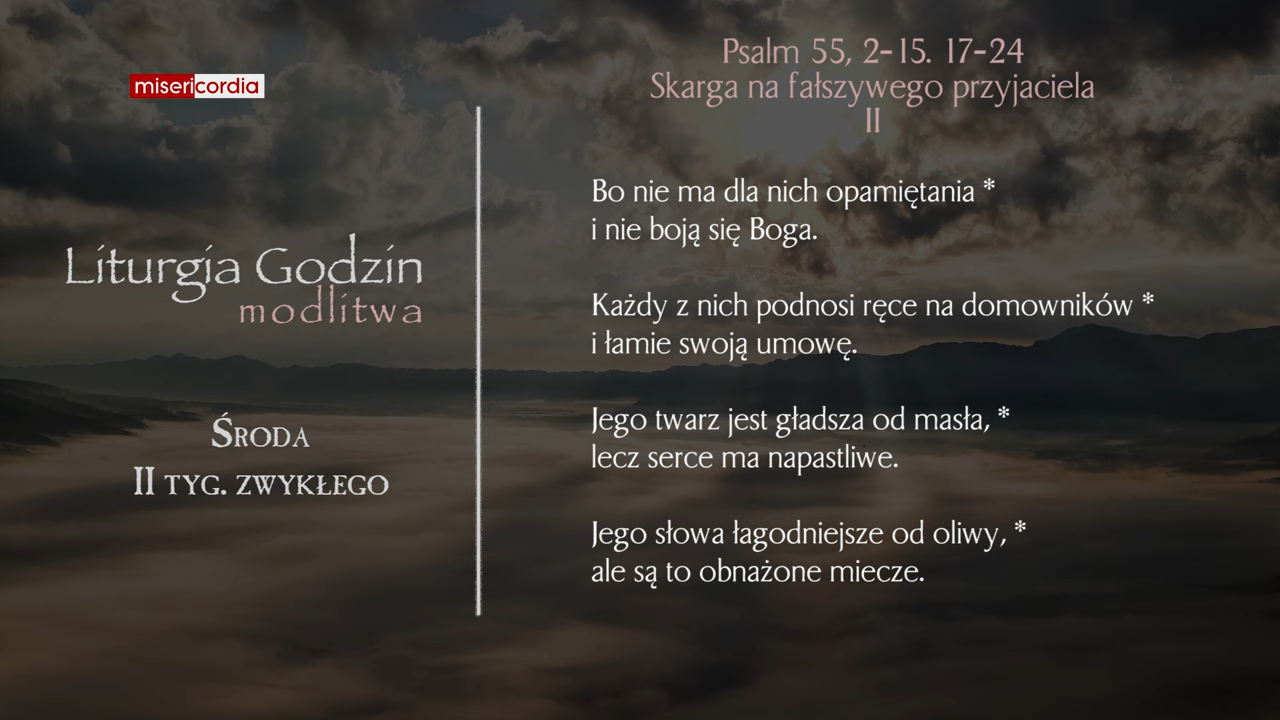 misericordia
Liturgia Godzin
modlitwa
Środa
II tyg. zwykłego
Psalm 55, 2-15. 17-24
Skarga na fałszywego przyjaciela
II
Bo nie ma dla nich opamiętania *
i nie boją się Boga.
Każdy z nich podnosi ręce na domowników *
i łamie swoją umowę.
Jego twarz jest gładsza od masła, *
lecz serce ma napastliwe.
Jego słowa łagodniejsze od oliwy, *
ale są to obnażone miecze.